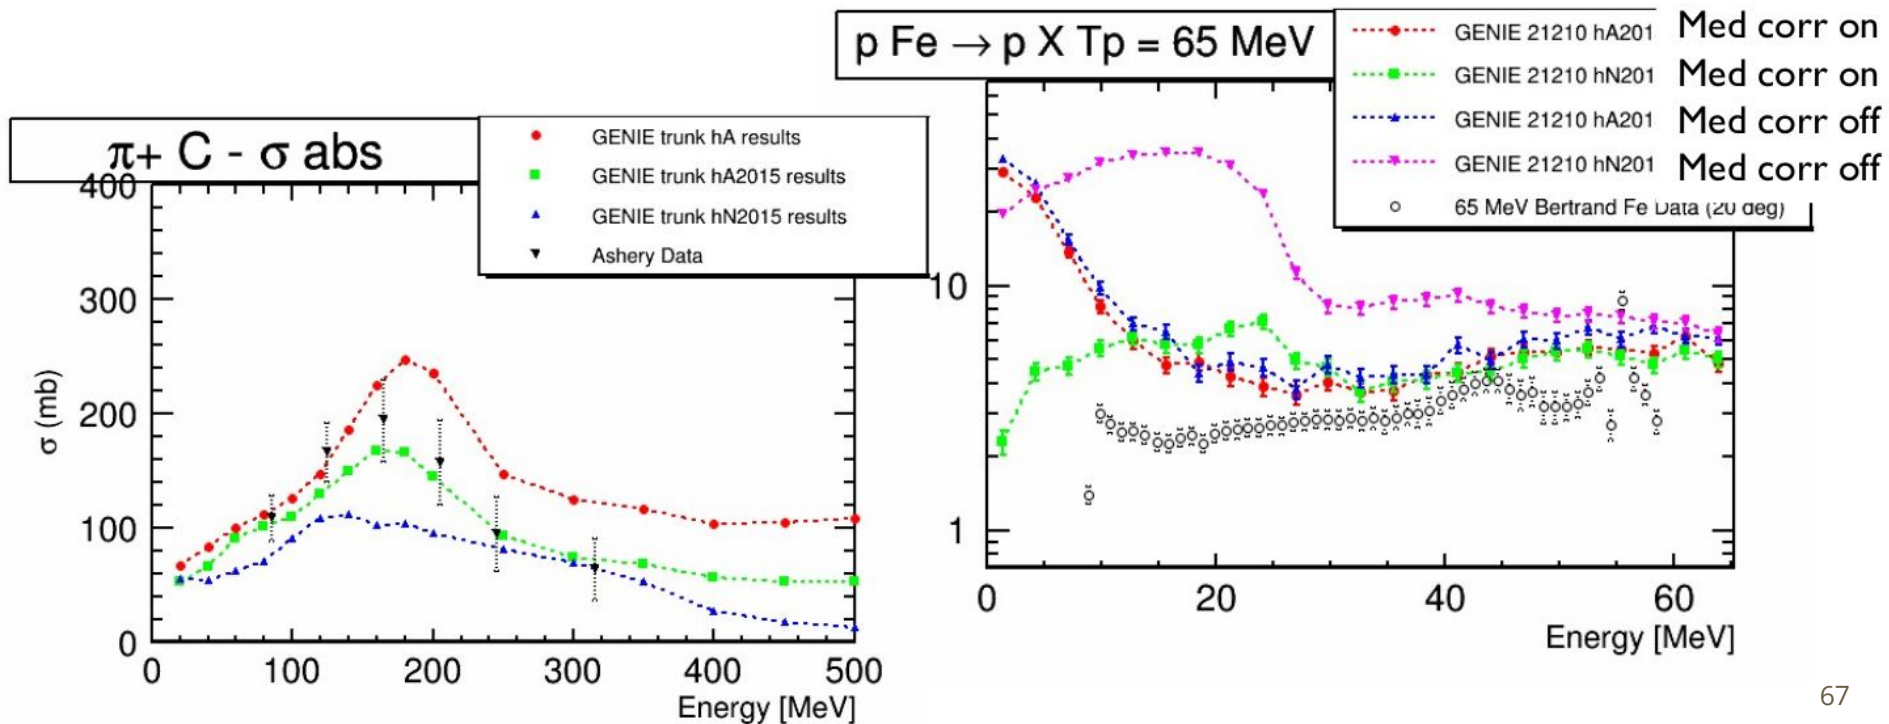 π+ C - σ abs
GENIE trunk hA results
GENIE trunk hA2015 results
GENIE trunk hN2015 results
Ashery Data
400
300
200
100
0
σ (mb)
0 100 200 300 400 500
Energy [MeV]
p Fe → p X Tp = 65 MeV
GENIE 21210 hA201 Med corr on
GENIE 21210 hN201 Med corr on
GENIE 21210 hA201 Med corr off
GENIE 21210 hN201 Med corr off
65 MeV Bertrand Fe Data (20 deg)
10
1
0 20 40 60
Energy [MeV]
67